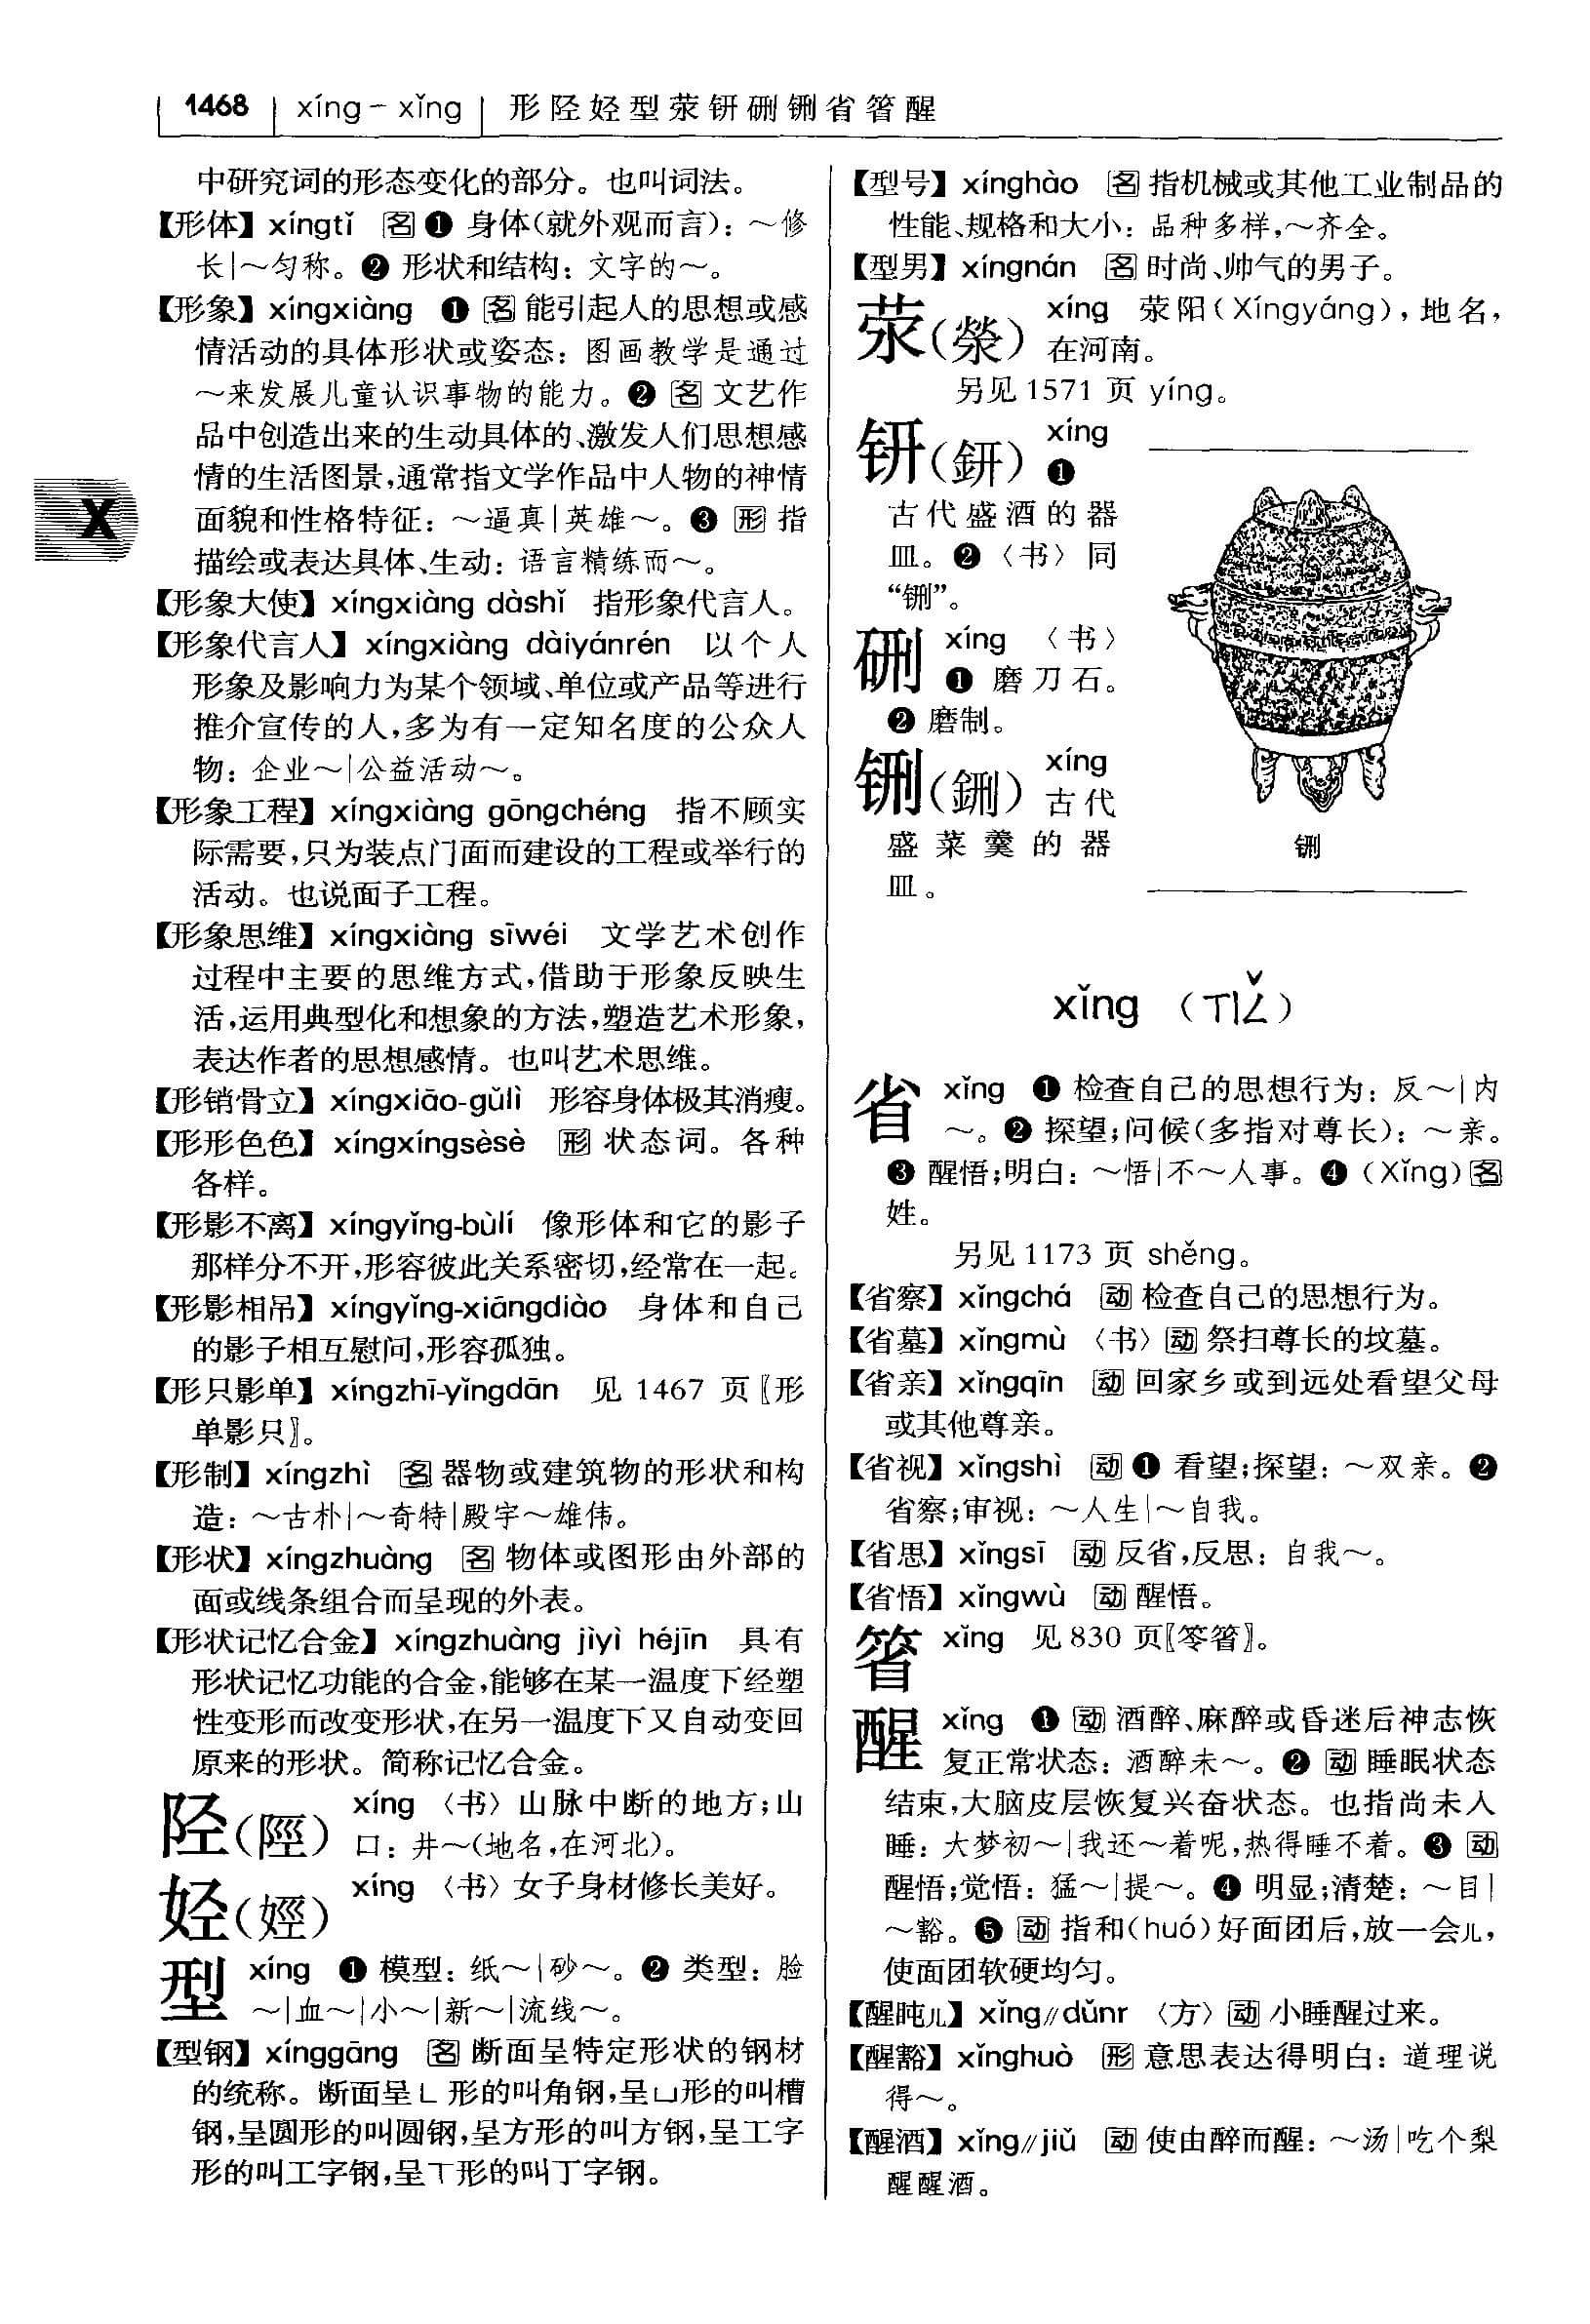 1468 xíng－xǐng 形陉婞型荥钘硎铏省箵醒
中研究词的形态变化的部分。也叫词法。
【形体】xíngtǐ 名❶ 身体(就外观而言)：～修
长|～匀称。❷ 形状和结构：文字的～。
【形象】xíngxiàng ❶名能引起人的思想或感
情活动的具体形状或姿态：图画教学是通过
～来发展儿童认识事物的能力。❷名文艺作
品中创造出来的生动具体的、激发人们思想感
情的生活图景,通常指文学作品中人物的神情
面貌和性格特征：～逼真|英雄～。❸形指
描绘或表达具体、生动：语言精练而～。
【形象大使】xíngxiàng dàshǐ 指形象代言人。
【形象代言人】xíngxiàng dàiyánrén 以个人
形象及影响力为某个领域、单位或产品等进行
推介宣传的人,多为有一定知名度的公众人
物：企业～|公益活动～。
【形象工程】xíngxiàng gōngchéng 指不顾实
际需要,只为装点门面而建设的工程或举行的
活动。也说面子工程。
【形象思维】xíngxiàng sīwéi 文学艺术创作
过程中主要的思维方式,借助于形象反映生
活,运用典型化和想象的方法,塑造艺术形象,
表达作者的思想感情。也叫艺术思维。
【形销骨立】xíngxiāo-gǔlì 形容身体极其消瘦。
【形形色色】xíngxíngsèsè 形 状态词。各种
各样。
【形影不离】xíngyǐng-bùlí 像形体和它的影子
那样分不开,形容彼此关系密切,经常在一起。
【形影相吊】xíngyǐng-xiāngdiào 身体和自己
的影子相互慰问,形容孤独。
【形只影单】xíngzhī-yǐngdān 见 1467 页〖形
单影只〗。
【形制】xíngzhì 名器物或建筑物的形状和构
造：～古朴|～奇特|殿宇～雄伟。
【形状】xíngzhuàng 名物体或图形由外部的
面或线条组合而呈现的外表。
【形状记忆合金】xíngzhuàng jìyì héjīn 具有
形状记忆功能的合金,能够在某一温度下经塑
性变形而改变形状,在另一温度下又自动变回
原来的形状。简称记忆合金。
陉(陘) xíng 〈书〉山脉中断的地方;山
口：井～(地名,在河北)。
𫰛(娙) xíng 〈书〉女子身材修长美好。
型 xíng ❶ 模型：纸～|砂～。❷ 类型：脸
～|血～|小～|新～|流线～。
【型钢】xínggāng 名断面呈特定形状的钢材
的统称。断面呈∟形的叫角钢,呈⊔形的叫槽
钢,呈圆形的叫圆钢,呈方形的叫方钢,呈工字
形的叫工字钢,呈丅形的叫丁字钢。
【型号】xínghào 名指机械或其他工业制品的
性能、规格和大小：品种多样,～齐全。
【型男】xíngnán 名时尚、帅气的男子。
荥(滎) xíng 荥阳(Xíngyáng),地名,
在河南。
另见 1571 页 yíng。
钘(鈃) xíng ❶
古代盛酒的器
皿。❷〈书〉同
“铏”。
硎 xíng 〈书〉
❶ 磨刀石。
❷ 磨制。
铏(鉶) xíng
古代
盛菜羹的器
皿。
铏
xǐng (ㄒㄧㄥˇ)
省 xǐng ❶ 检查自己的思想行为：反～|内
～。❷ 探望;问候(多指对尊长)：～亲。
❸ 醒悟;明白：～悟|不～人事。❹ (Xǐng)名
姓。
另见 1173 页 shěng。
【省察】xǐngchá 动检查自己的思想行为。
【省墓】xǐngmù 〈书〉动祭扫尊长的坟墓。
【省亲】xǐngqīn 动回家乡或到远处看望父母
或其他尊亲。
【省视】xǐngshì 动❶ 看望;探望：～双亲。❷
省察;审视：～人生|～自我。
【省思】xǐngsī 动反省,反思：自我～。
【省悟】xǐngwù 动醒悟。
箵 xǐng 见 830 页〖笭箵〗。
醒 xǐng ❶动酒醉、麻醉或昏迷后神志恢
复正常状态：酒醉未～。❷动睡眠状态
结束,大脑皮层恢复兴奋状态。也指尚未入
睡：大梦初～|我还～着呢,热得睡不着。❸动
醒悟;觉悟：猛～|提～。❹ 明显;清楚：～目|
～豁。❺动指和(huó)好面团后,放一会儿,
使面团软硬均匀。
【醒盹儿】xǐng∥dǔnr 〈方〉动小睡醒过来。
【醒豁】xǐnghuò 形意思表达得明白：道理说
得～。
【醒酒】xǐng∥jiǔ 动使由醉而醒：～汤|吃个梨
醒醒酒。
X